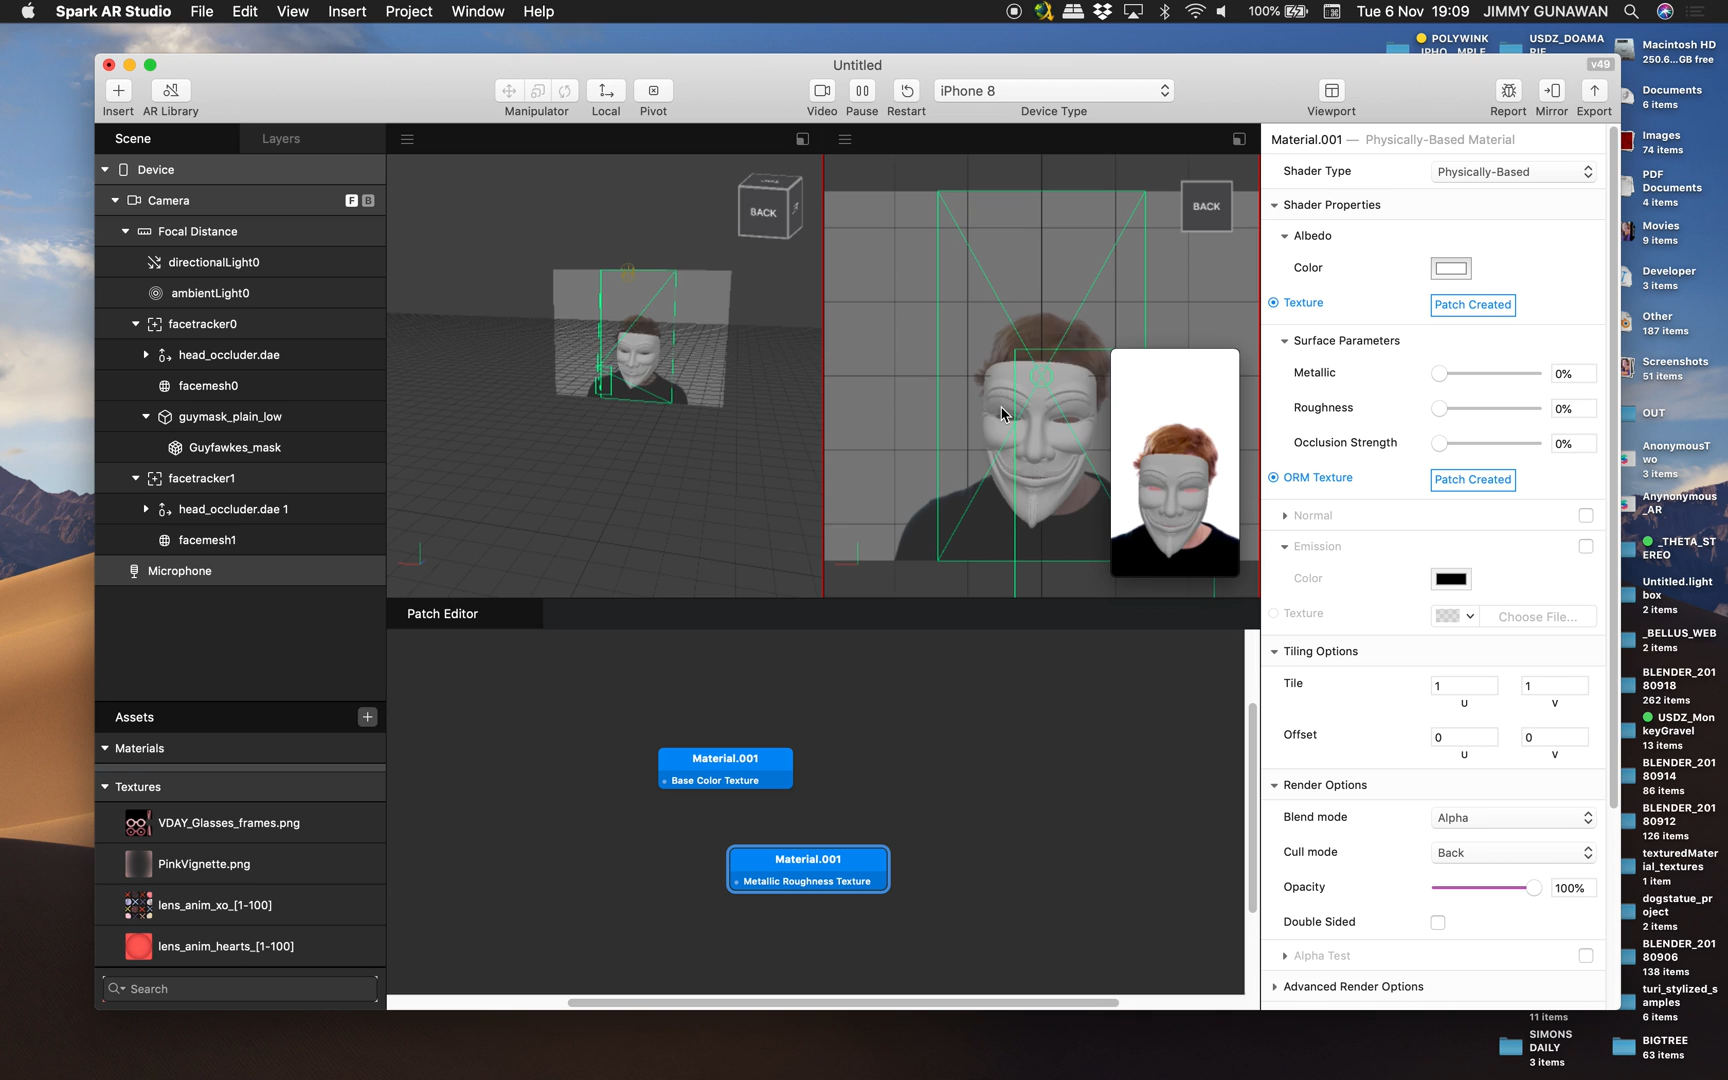 Spark AR Studio File Edit View Insert Project Window Help
100% Tue 6 Nov 19:09 JIMMY GUNAWAN
Untitled
v49
Insert AR Library
Manipulator
Local
Pivot
Video Pause Restart
iPhone 8
Device Type
Viewport
Report Mirror Export
Scene Layers
Device
Camera F B
Focal Distance
directionalLight0
ambientLight0
facetracker0
head_occluder.dae
facemesh0
guymask_plain_low
Guyfawkes_mask
facetracker1
head_occluder.dae 1
facemesh1
Microphone
Assets
Materials
Textures
VDAY_Glasses_frames.png
PinkVignette.png
lens_anim_xo_[1-100]
lens_anim_hearts_[1-100]
Search
BACK
BACK
Patch Editor
Material.001
Base Color Texture
Material.001
Metallic Roughness Texture
Material.001 — Physically-Based Material
Shader Type Physically-Based
Shader Properties
Albedo
Color
Texture Patch Created
Surface Parameters
Metallic 0%
Roughness 0%
Occlusion Strength 0%
ORM Texture Patch Created
Normal
Emission
Color
Texture Choose File...
Tiling Options
Tile 1 1
U V
Offset 0 0
U V
Render Options
Blend mode Alpha
Cull mode Back
Opacity 100%
Double Sided
Alpha Test
Advanced Render Options
POLYWINK
USDZ_DOAMA
Macintosh HD
250.6...GB free
Documents
6 items
Images
74 items
PDF
Documents
4 items
Movies
9 items
Developer
3 items
Other
187 items
Screenshots
51 items
OUT
AnonymousT
wo
3 items
Anynonymous
_AR
_THETA_ST
EREO
Untitled.light
box
2 items
_BELLUS_WEB
2 items
BLENDER_201
80918
262 items
USDZ_Mon
keyGravel
13 items
BLENDER_201
80914
86 items
BLENDER_201
80912
126 items
texturedMater
ial_textures
1 item
dogstatue_pr
oject
2 items
BLENDER_201
80906
138 items
turi_stylized_s
amples
6 items
11 items
SIMONS
DAILY
3 items
BIGTREE
63 items